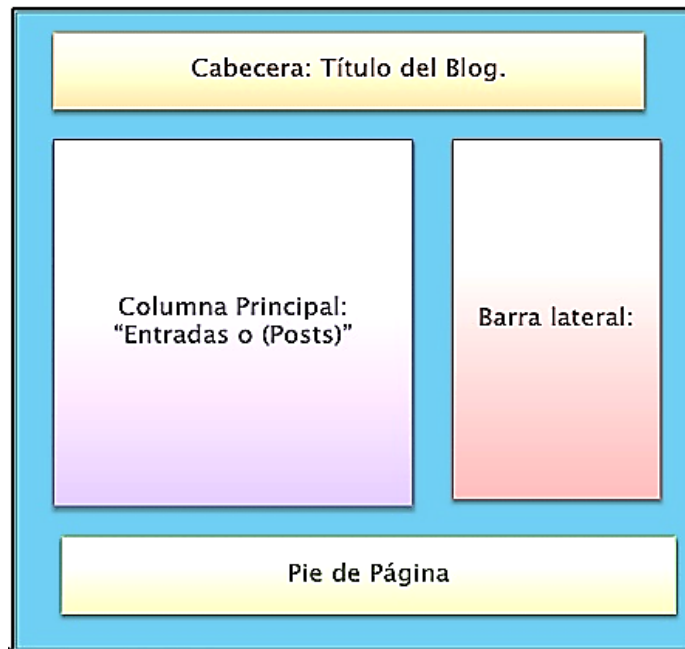 Cabecera: Título del Blog.
Columna Principal:
“Entradas o (Posts)”
Barra lateral:
Pie de Página